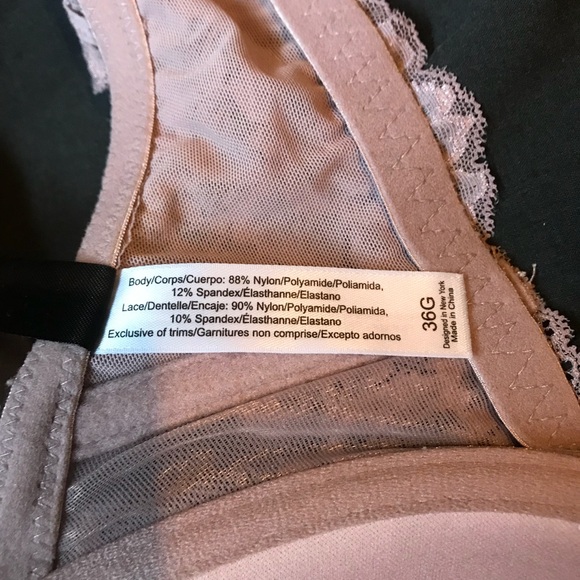 Body/Corps/Cuerpo: 88% Nylon/Polyamide/Poliamida,
12% Spandex/Élasthanne/Elastano
Lace/Dentelle/Encaje: 90% Nylon/Polyamide/Poliamida,
10% Spandex/Élasthanne/Elastano
Exclusive of trims/Garnitures non comprise/Excepto adornos
36G
Designed in New York
Made in China